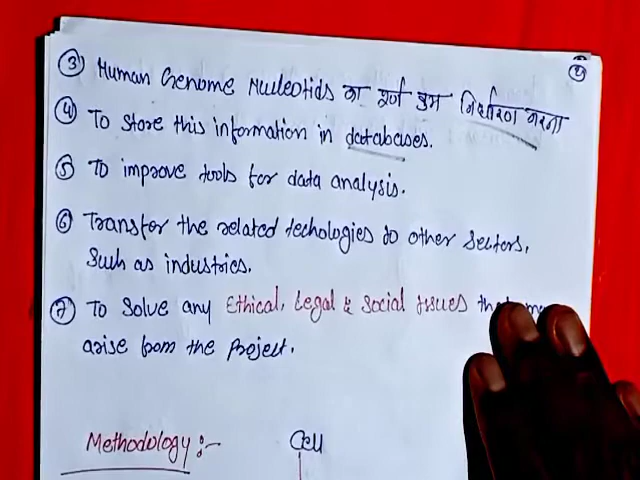 ③ Human Genome Nucleotids का पूर्ण क्रम निर्धारण करना
④ To store this information in databases.
⑤ To improve tools for data analysis.
⑥ Transfer the related techologies to other sectors,
Such as industries.
⑦ To Solve any Ethical, Legal & Social Issues that
arise from the Project.
Methodology :-
Cell